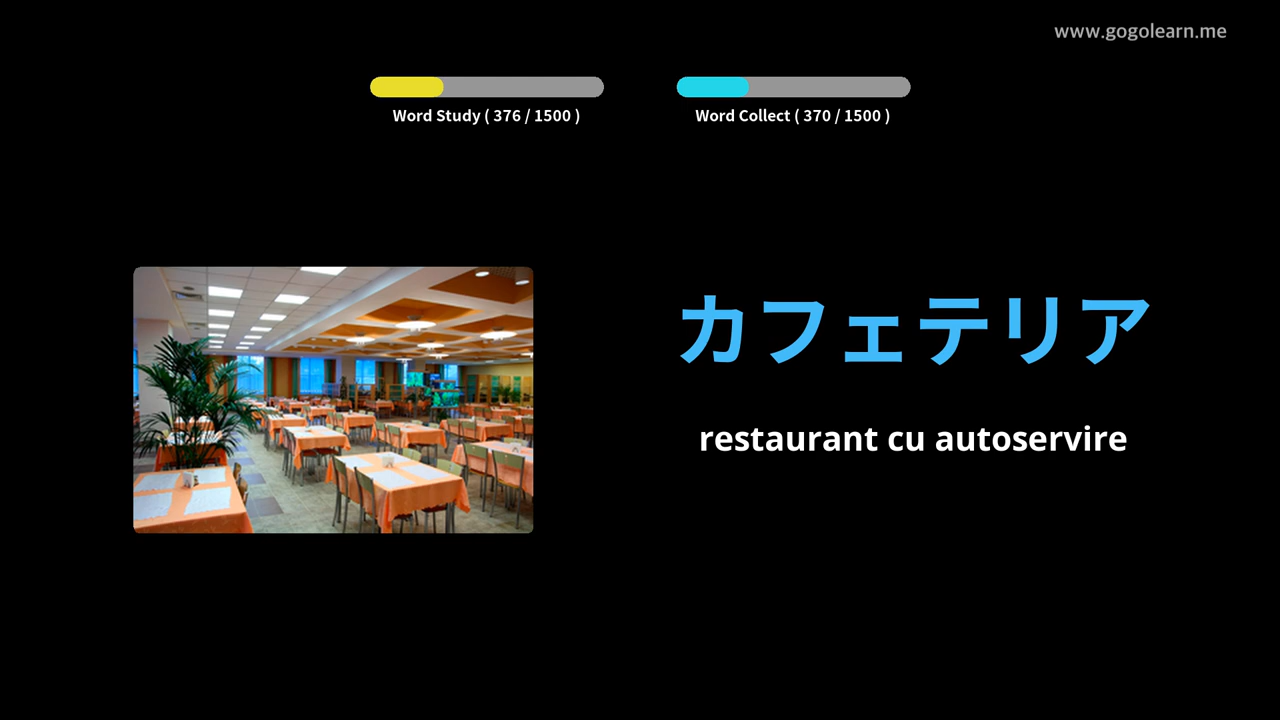 www.gogolearn.me
Word Study ( 376 / 1500 )
Word Collect ( 370 / 1500 )
カフェテリア
restaurant cu autoservire